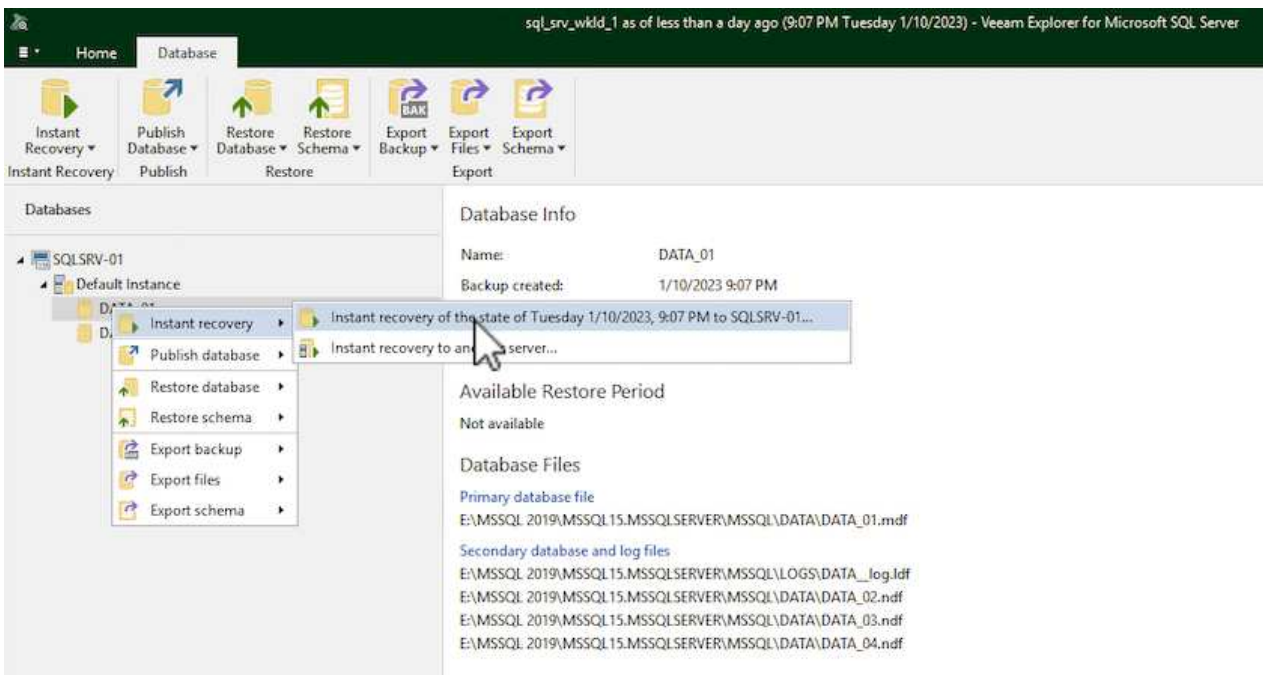 sql_srv_wkld_1 as of less than a day ago (9:07 PM Tuesday 1/10/2023) - Veeam Explorer for Microsoft SQL Server
Home Database
Instant Recovery
Publish Database
Restore Database
Restore Schema
Export Backup
BAK
Export Files
Export Schema
Instant Recovery Publish Restore Export
Databases
SQLSRV-01
Default Instance
Instant recovery
Publish database
Restore database
Restore schema
Export backup
Export files
Export schema
Instant recovery of the state of Tuesday 1/10/2023, 9:07 PM to SQLSRV-01...
Instant recovery to server...
Database Info
Name: DATA_01
Backup created: 1/10/2023 9:07 PM
Available Restore Period
Not available
Database Files
Primary database file
E:\MSSQL 2019\MSSQL15.MSSQLSERVER\MSSQL\DATA\DATA_01.mdf
Secondary database and log files
E:\MSSQL 2019\MSSQL15.MSSQLSERVER\MSSQL\LOGS\DATA__log.ldf
E:\MSSQL 2019\MSSQL15.MSSQLSERVER\MSSQL\DATA\DATA_02.ndf
E:\MSSQL 2019\MSSQL15.MSSQLSERVER\MSSQL\DATA\DATA_03.ndf
E:\MSSQL 2019\MSSQL15.MSSQLSERVER\MSSQL\DATA\DATA_04.ndf